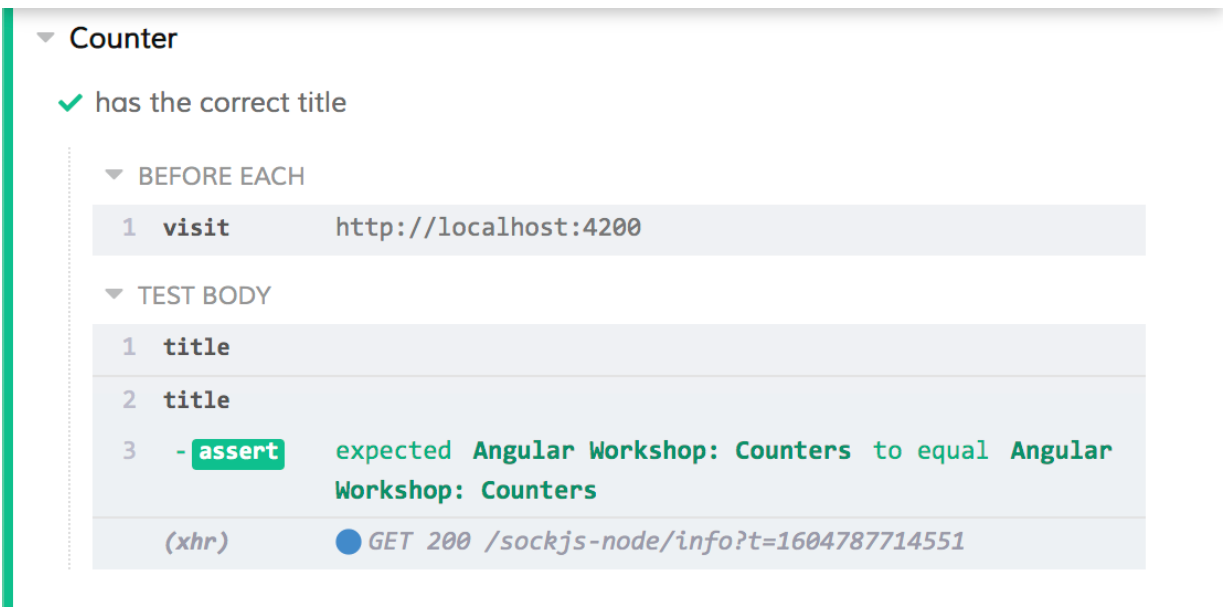 Counter
has the correct title
BEFORE EACH
1 visit http://localhost:4200
TEST BODY
1 title
2 title
3 -assert expected Angular Workshop: Counters to equal Angular
Workshop: Counters
(xhr) GET 200 /sockjs-node/info?t=1604787714551